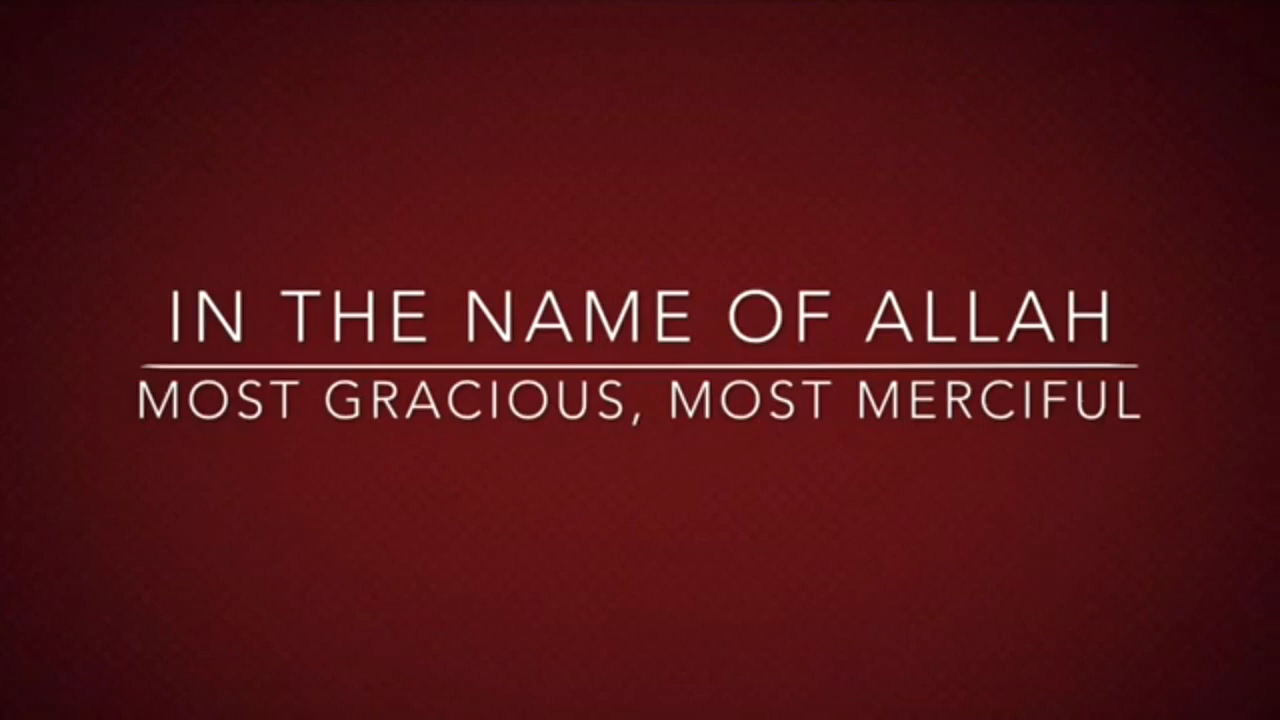 IN THE NAME OF ALLAH
MOST GRACIOUS, MOST MERCIFUL